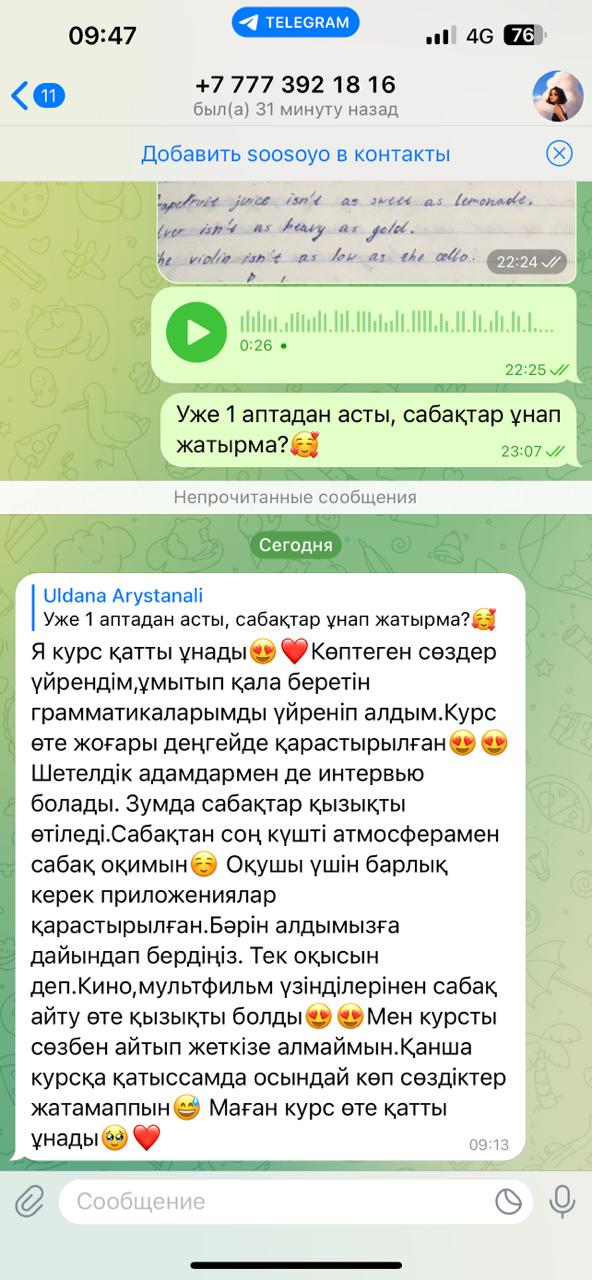 09:47
TELEGRAM
4G
76
11
+7 777 392 18 16
был(а) 31 минуту назад
Добавить soosoyo в контакты
juice isn't as sweet as lemonade.
isn't as heavy as gold.
he violin isn't as low as the cello.
22:24
0:26
22:25
Уже 1 аптадан асты, сабақтар ұнап
жатырма?🥰
23:07
Непрочитанные сообщения
Сегодня
Uldana Arystanali
Уже 1 аптадан асты, сабақтар ұнап жатырма?🥰
Я курс қатты ұнады😍❤️Көптеген сөздер
үйрендім,ұмытып қала беретін
грамматикаларымды үйреніп алдым.Курс
өте жоғары деңгейде қарастырылған😍😍
Шетелдік адамдармен де интервью
болады. Зумда сабақтар қызықты
өтіледі.Сабақтан соң күшті атмосферамен
сабақ оқимын☺️ Оқушы үшін барлық
керек приложениялар
қарастырылған.Бәрін алдымызға
дайындап бердіңіз. Тек оқысын
деп.Кино,мультфильм үзінділерінен сабақ
айту өте қызықты болды😍😍Мен курсты
сөзбен айтып жеткізе алмаймын.Қанша
курсқа қатыссамда осындай көп сөздіктер
жатамаппын😅 Маған курс өте қатты
ұнады🥹❤️
09:13
Сообщение